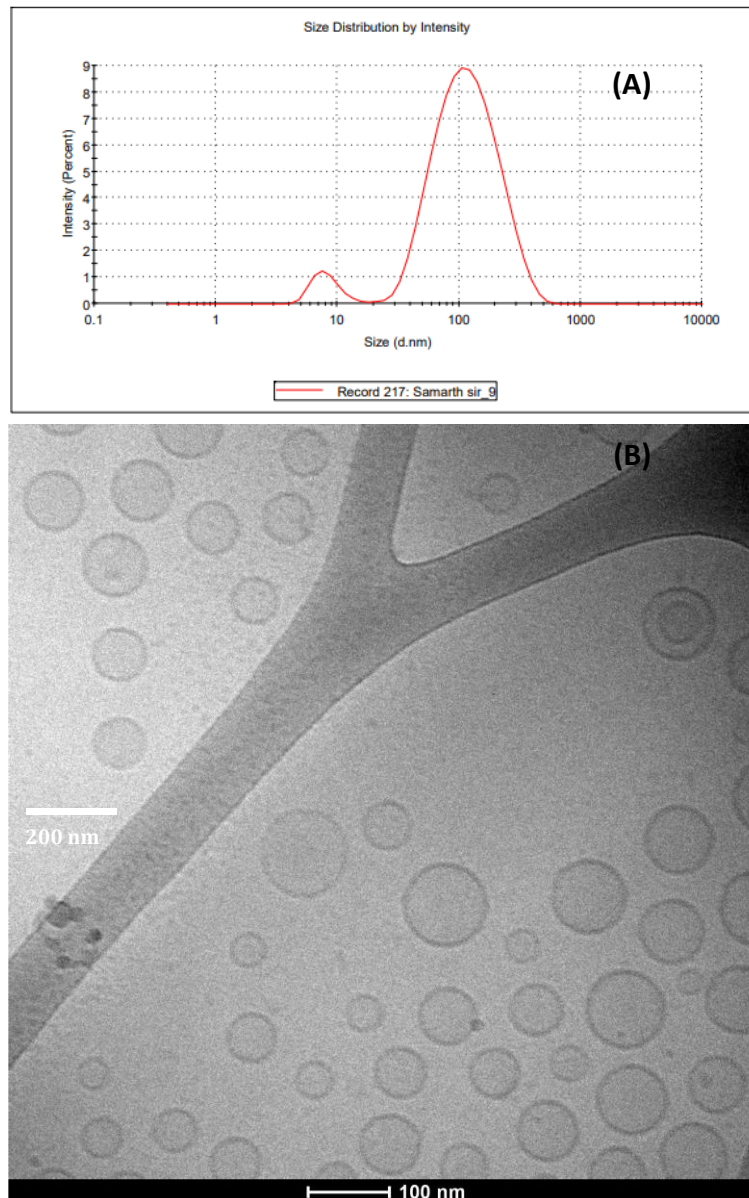 Size Distribution by Intensity
(A)
Intensity (Percent)
9
8
7
6
5
4
3
2
1
0
0.1 1 10 100 1000 10000
Size (d.nm)
Record 217: Samarth sir_9
(B)
200 nm
100 nm